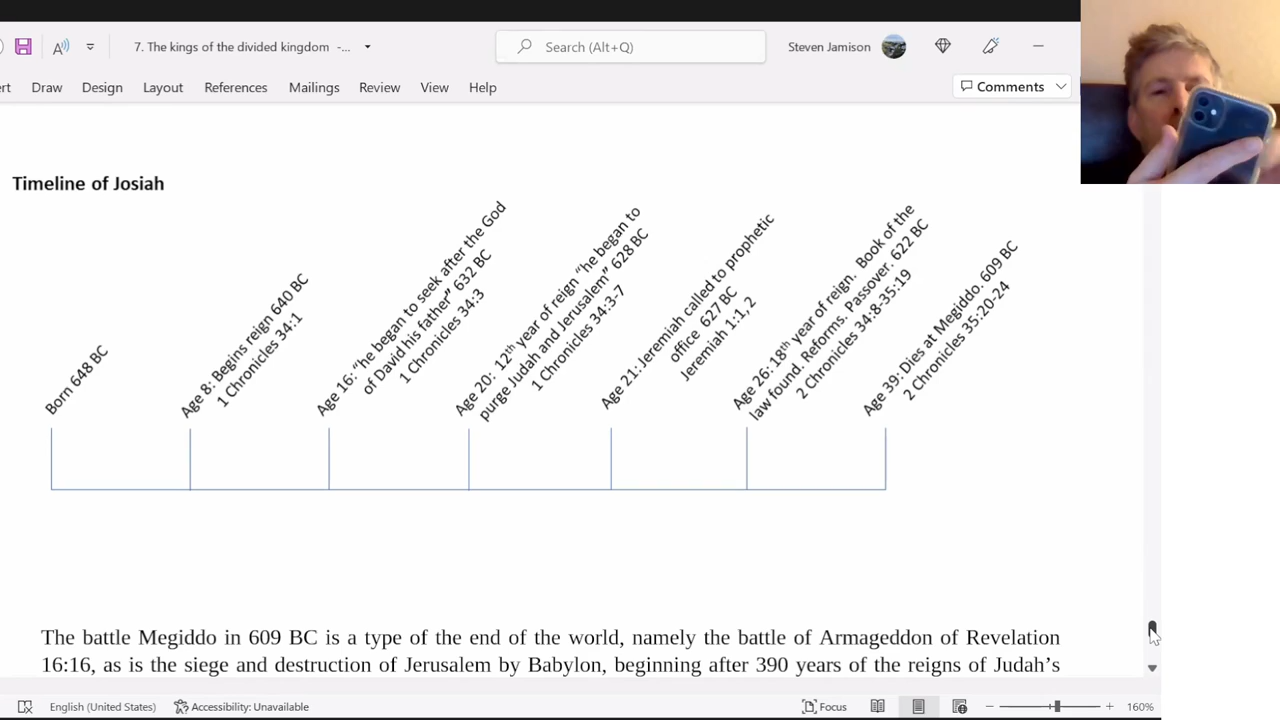 7. The kings of the divided kingdom -...
Search (Alt+Q)
Steven Jamison
Draw Design Layout References Mailings Review View Help
Comments
Timeline of Josiah
Born 648 BC
Age 8: Begins reign 640 BC
1 Chronicles 34:1
Age 16: “he began to seek after the God
of David his father” 632 BC
1 Chronicles 34:3
Age 20: 12th year of reign “he began to
purge Judah and Jerusalem” 628 BC
1 Chronicles 34:3-7
Age 21: Jeremiah called to prophetic
office 627 BC
Jeremiah 1:1, 2
Age 26: 18th year of reign. Book of the
law found. Reforms. Passover. 622 BC
2 Chronicles 34:8-35:19
Age 39: Dies at Megiddo. 609 BC
2 Chronicles 35:20-24
The battle Megiddo in 609 BC is a type of the end of the world, namely the battle of Armageddon of Revelation
16:16, as is the siege and destruction of Jerusalem by Babylon, beginning after 390 years of the reigns of Judah’s
English (United States) Accessibility: Unavailable Focus 160%